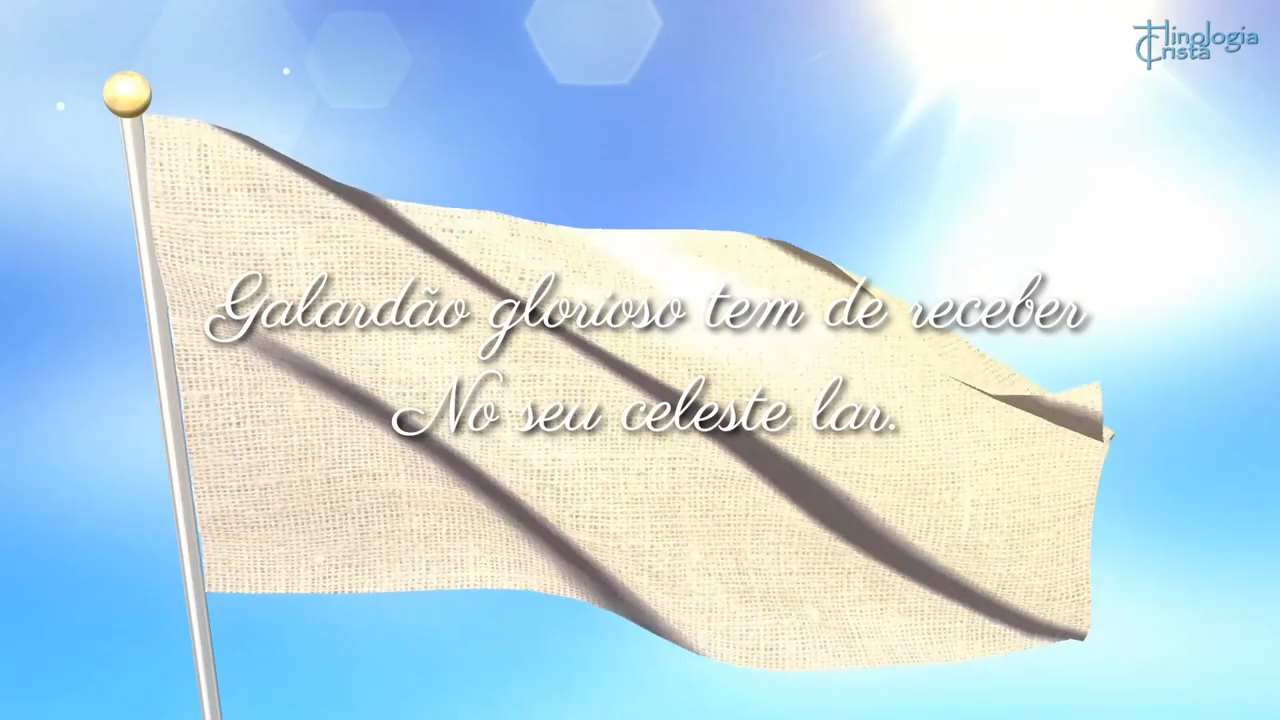 Hinologia
Cristã
Galardão glorioso tem de receber
No seu celeste lar.